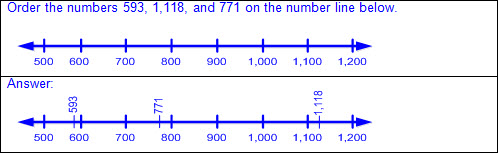 Order the numbers 593, 1,118, and 771 on the number line below.
500 600 700 800 900 1,000 1,100 1,200
Answer:
593 771 1,118
500 600 700 800 900 1,000 1,100 1,200